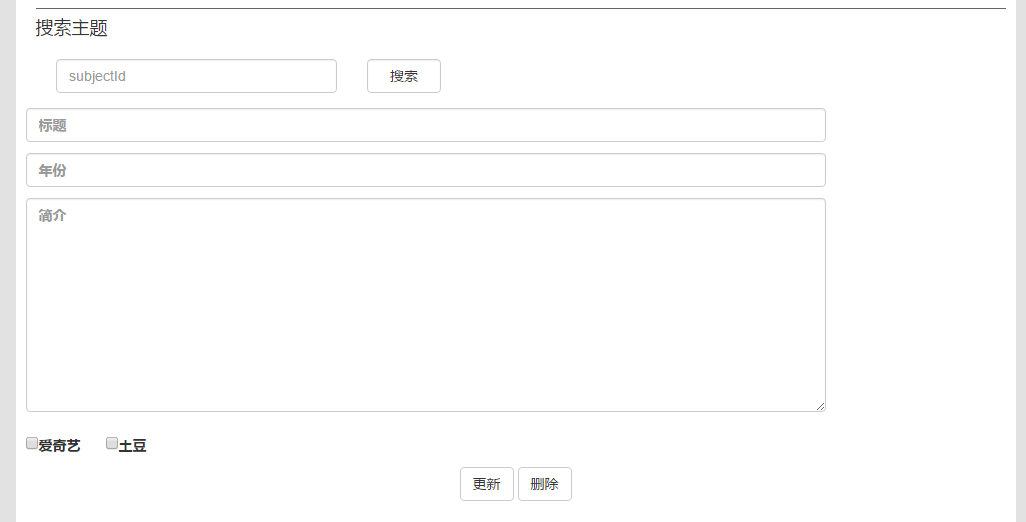 搜索主题
subjectId 搜索
标题
年份
简介
爱奇艺 土豆
更新 删除